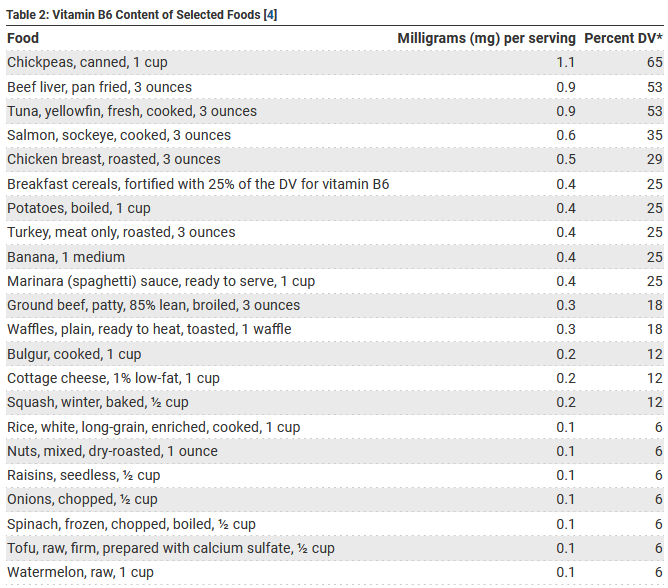 Table 2: Vitamin B6 Content of Selected Foods [4]
Food Milligrams (mg) per serving Percent DV*
Chickpeas, canned, 1 cup 1.1 65
Beef liver, pan fried, 3 ounces 0.9 53
Tuna, yellowfin, fresh, cooked, 3 ounces 0.9 53
Salmon, sockeye, cooked, 3 ounces 0.6 35
Chicken breast, roasted, 3 ounces 0.5 29
Breakfast cereals, fortified with 25% of the DV for vitamin B6 0.4 25
Potatoes, boiled, 1 cup 0.4 25
Turkey, meat only, roasted, 3 ounces 0.4 25
Banana, 1 medium 0.4 25
Marinara (spaghetti) sauce, ready to serve, 1 cup 0.4 25
Ground beef, patty, 85% lean, broiled, 3 ounces 0.3 18
Waffles, plain, ready to heat, toasted, 1 waffle 0.3 18
Bulgur, cooked, 1 cup 0.2 12
Cottage cheese, 1% low-fat, 1 cup 0.2 12
Squash, winter, baked, ½ cup 0.2 12
Rice, white, long-grain, enriched, cooked, 1 cup 0.1 6
Nuts, mixed, dry-roasted, 1 ounce 0.1 6
Raisins, seedless, ½ cup 0.1 6
Onions, chopped, ½ cup 0.1 6
Spinach, frozen, chopped, boiled, ½ cup 0.1 6
Tofu, raw, firm, prepared with calcium sulfate, ½ cup 0.1 6
Watermelon, raw, 1 cup 0.1 6